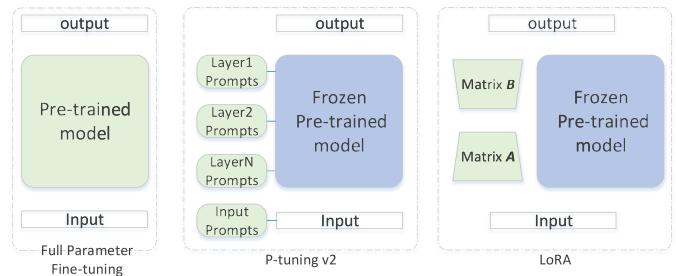 output
Pre-trained
model
Input
Full Parameter
Fine-tuning
output
Layer1
Prompts
Layer2
Prompts
LayerN
Prompts
Input
Prompts
Frozen
Pre-trained
model
Input
P-tuning v2
output
Matrix B
Matrix A
Frozen
Pre-trained
model
Input
LoRA